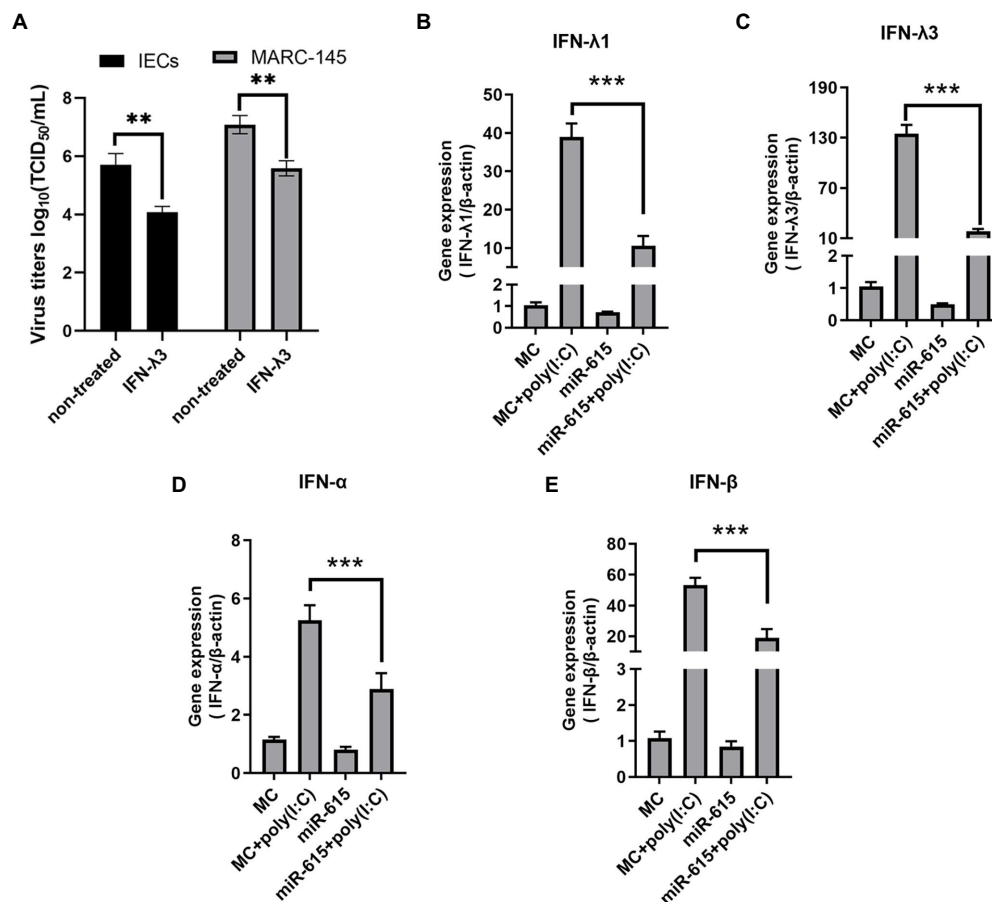 A
IECs
MARC-145
Virus titers log₁₀(TCID₅₀/mL)
8
6
4
2
0
**
**
non-treated
IFN-λ3
non-treated
IFN-λ3
B
IFN-λ1
Gene expression
( IFN-λ1/β-actin)
50
40
30
20
10
2
1
0
***
MC
MC+poly(I:C)
miR-615
miR-615+poly(I:C)
C
IFN-λ3
Gene expression
( IFN-λ3/β-actin)
190
130
70
10
2
1
0
***
MC
MC+poly(I:C)
miR-615
miR-615+poly(I:C)
D
IFN-α
Gene expression
( IFN-α/β-actin)
8
6
4
2
0
***
MC
MC+poly(I:C)
miR-615
miR-615+poly(I:C)
E
IFN-β
Gene expression
( IFN-β/β-actin)
80
60
40
20
3
2
1
0
***
MC
MC+poly(I:C)
miR-615
miR-615+poly(I:C)